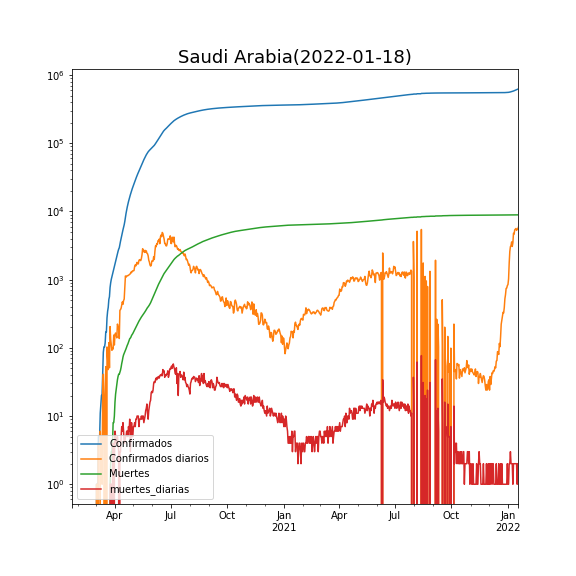 Saudi Arabia(2022-01-18)
10⁶
10⁵
10⁴
10³
10²
10¹
10⁰
Confirmados
Confirmados diarios
Muertes
muertes_diarias
Apr Jul Oct Jan Apr Jul Oct Jan
2021 2022